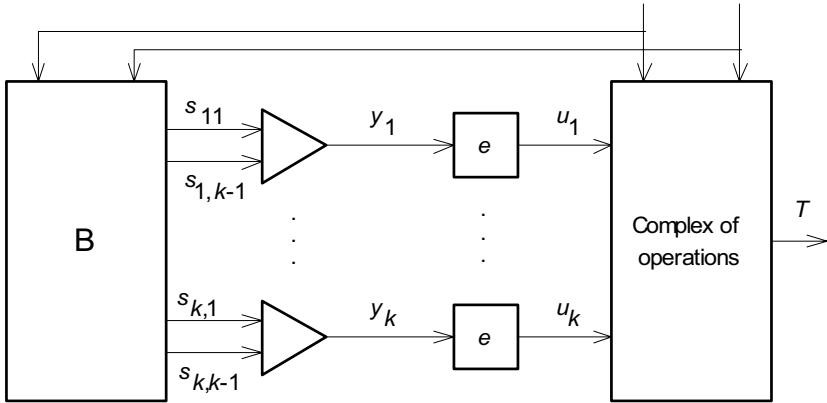 s11
y1
e
u1
s1,k-1
B
Complex of
operations
T
sk,1
yk
e
uk
sk,k-1